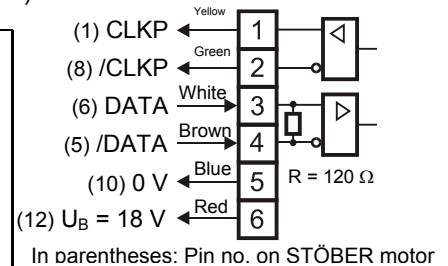 Yellow
(1) CLKP 1
Green
(8) /CLKP 2
White
(6) DATA 3
Brown
(5) /DATA 4
Blue
(10) 0 V 5 R = 120 Ω
Red
(12) U_B = 18 V 6
In parentheses: Pin no. on STÖBER motor